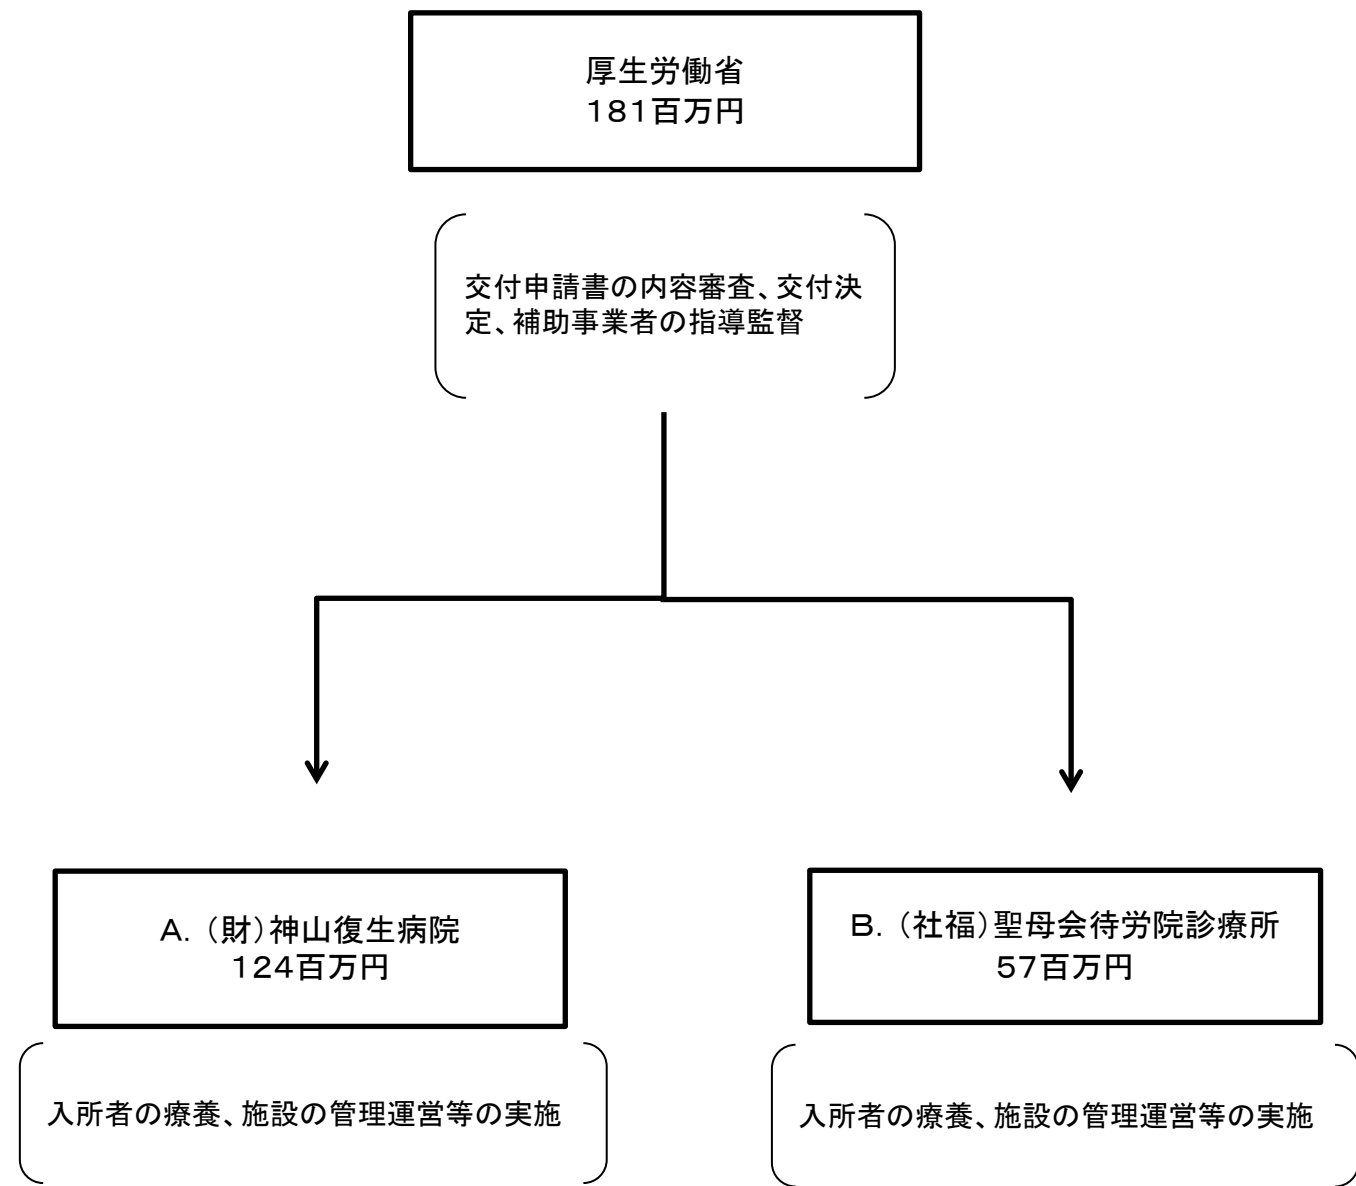 厚生労働省
181百万円
交付申請書の内容審査、交付決
定、補助事業者の指導監督
A.（財）神山復生病院
124百万円
B.（社福）聖母会待労院診療所
57百万円
入所者の療養、施設の管理運営等の実施
入所者の療養、施設の管理運営等の実施